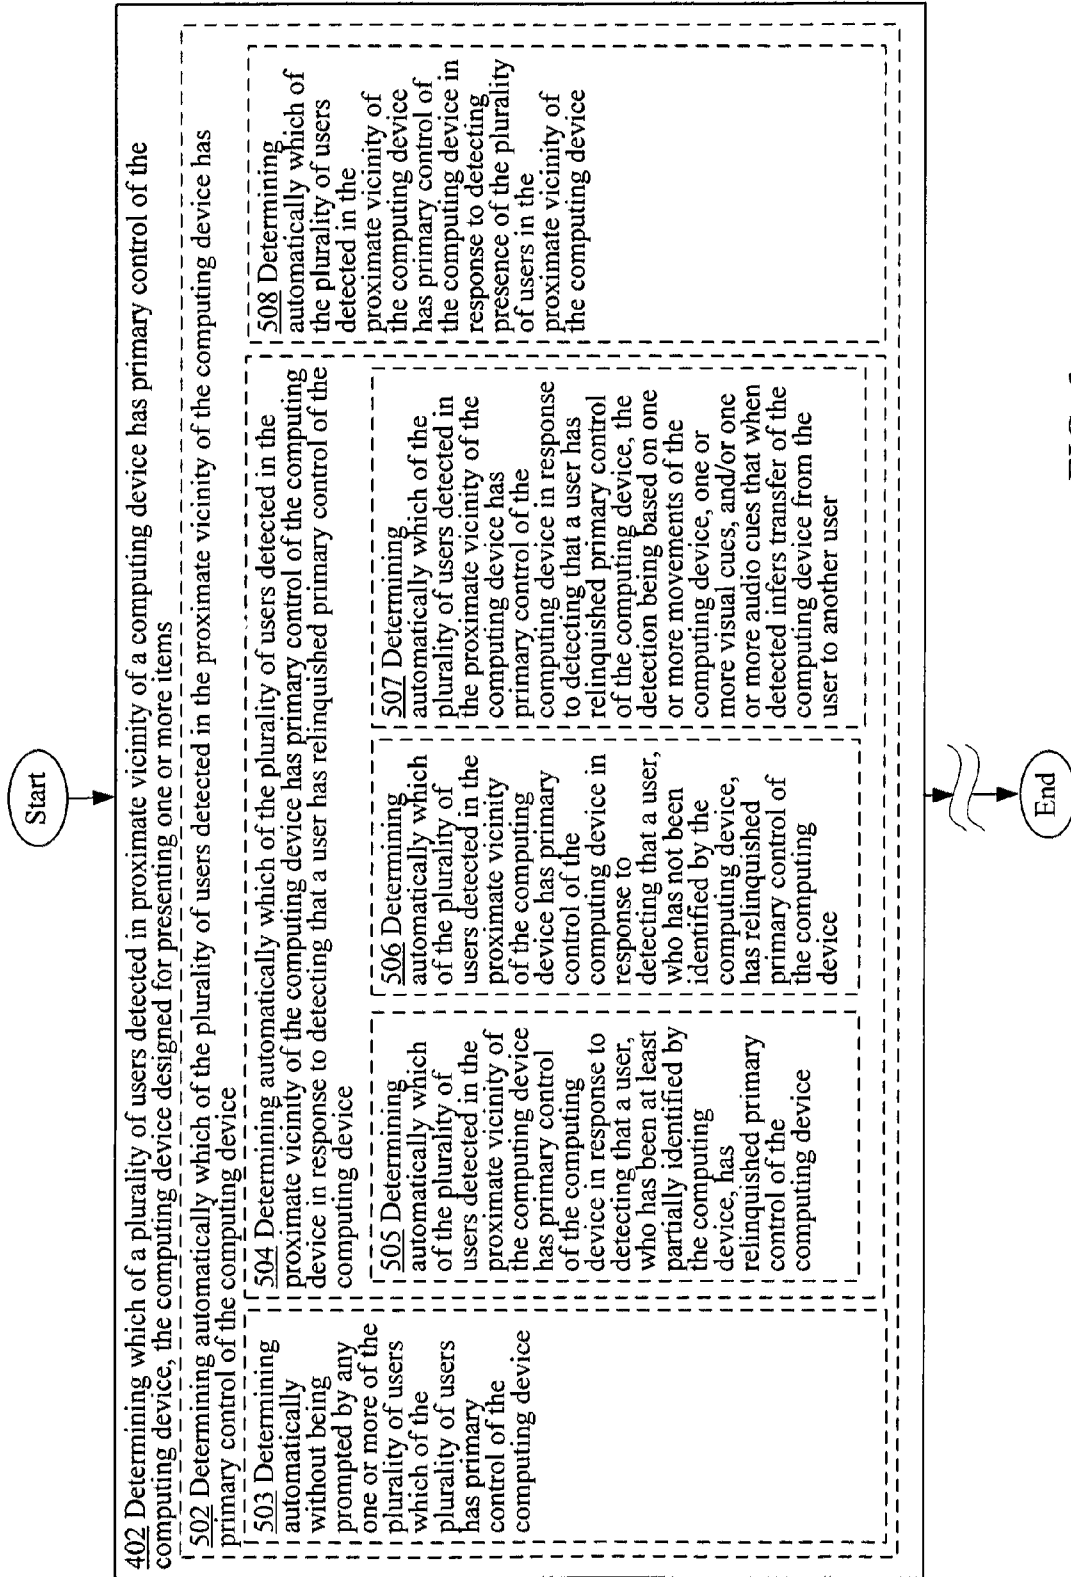 Start
402 Determining which of a plurality of users detected in proximate vicinity of a computing device has primary control of the
computing device, the computing device designed for presenting one or more items
502 Determining automatically which of the plurality of users detected in the proximate vicinity of the computing device has
primary control of the computing device
503 Determining
automatically
without being
prompted by any
one or more of the
plurality of users
which of the
plurality of users
has primary
control of the
computing device
504 Determining automatically which of the plurality of users detected in the
proximate vicinity of the computing device has primary control of the computing
device in response to detecting that a user has relinquished primary control of the
computing device
505 Determining
automatically which
of the plurality of
users detected in the
proximate vicinity of
the computing device
has primary control
of the computing
device in response to
detecting that a user,
who has been at least
partially identified by
the computing
device, has
relinquished primary
control of the
computing device
506 Determining
automatically which
of the plurality of
users detected in the
proximate vicinity
of the computing
device has primary
control of the
computing device in
response to
detecting that a user,
who has not been
identified by the
computing device,
has relinquished
primary control of
the computing
device
507 Determining
automatically which of the
plurality of users detected in
the proximate vicinity of the
computing device has
primary control of the
computing device in response
to detecting that a user has
relinquished primary control
of the computing device, the
detection being based on one
or more movements of the
computing device, one or
more visual cues, and/or one
or more audio cues that when
detected infers transfer of the
computing device from the
user to another user
508 Determining
automatically which of
the plurality of users
detected in the
proximate vicinity of
the computing device
has primary control of
the computing device in
response to detecting
presence of the plurality
of users in the
proximate vicinity of
the computing device
End